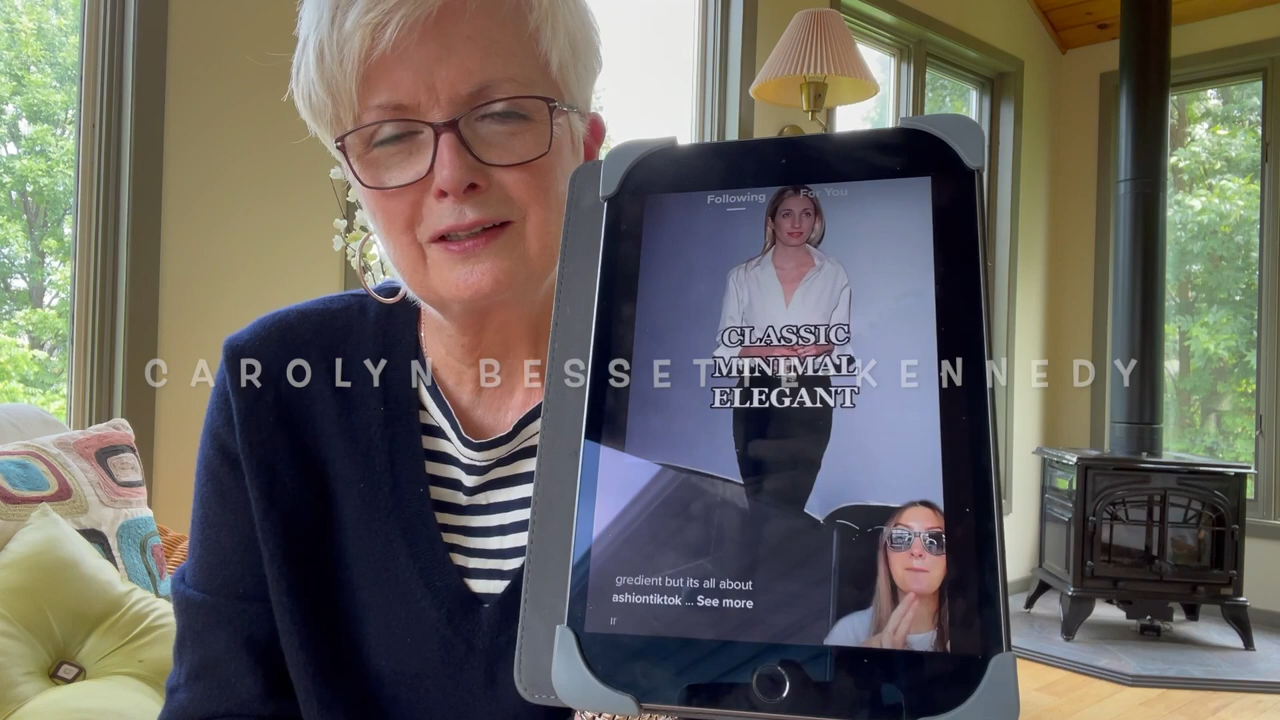 Following For You
CLASSIC
MINIMAL
ELEGANT
CAROLYN BESSETTE KENNEDY
gredient but its all about
ashiontiktok ... See more